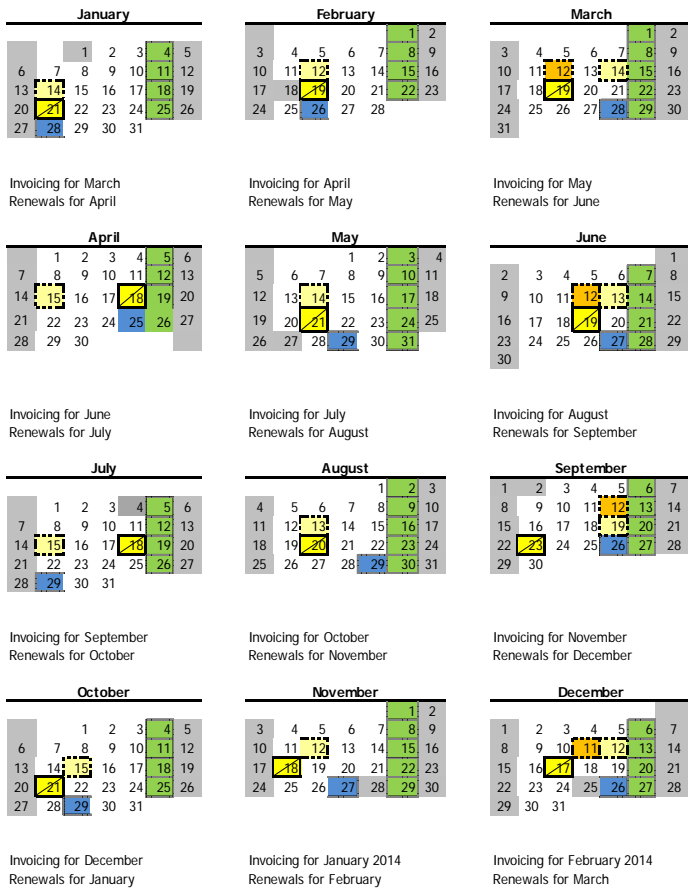 January
1 2 3 4 5
6 7 8 9 10 11 12
13 14 15 16 17 18 19
20 21 22 23 24 25 26
27 28 29 30 31
Invoicing for March
Renewals for April
February
1 2
3 4 5 6 7 8 9
10 11 12 13 14 15 16
17 18 19 20 21 22 23
24 25 26 27 28
Invoicing for April
Renewals for May
March
1 2
3 4 5 6 7 8 9
10 11 12 13 14 15 16
17 18 19 20 21 22 23
24 25 26 27 28 29 30
31
Invoicing for May
Renewals for June
April
1 2 3 4 5 6
7 8 9 10 11 12 13
14 15 16 17 18 19 20
21 22 23 24 25 26 27
28 29 30
Invoicing for June
Renewals for July
May
1 2 3 4
5 6 7 8 9 10 11
12 13 14 15 16 17 18
19 20 21 22 23 24 25
26 27 28 29 30 31
Invoicing for July
Renewals for August
June
1
2 3 4 5 6 7 8
9 10 11 12 13 14 15
16 17 18 19 20 21 22
23 24 25 26 27 28 29
30
Invoicing for August
Renewals for September
July
1 2 3 4 5 6
7 8 9 10 11 12 13
14 15 16 17 18 19 20
21 22 23 24 25 26 27
28 29 30 31
Invoicing for September
Renewals for October
August
1 2 3
4 5 6 7 8 9 10
11 12 13 14 15 16 17
18 19 20 21 22 23 24
25 26 27 28 29 30 31
Invoicing for October
Renewals for November
September
1 2 3 4 5 6 7
8 9 10 11 12 13 14
15 16 17 18 19 20 21
22 23 24 25 26 27 28
29 30
Invoicing for November
Renewals for December
October
1 2 3 4 5
6 7 8 9 10 11 12
13 14 15 16 17 18 19
20 21 22 23 24 25 26
27 28 29 30 31
Invoicing for December
Renewals for January
November
1 2
3 4 5 6 7 8 9
10 11 12 13 14 15 16
17 18 19 20 21 22 23
24 25 26 27 28 29 30
Invoicing for January 2014
Renewals for February
December
1 2 3 4 5 6 7
8 9 10 11 12 13 14
15 16 17 18 19 20 21
22 23 24 25 26 27 28
29 30 31
Invoicing for February 2014
Renewals for March